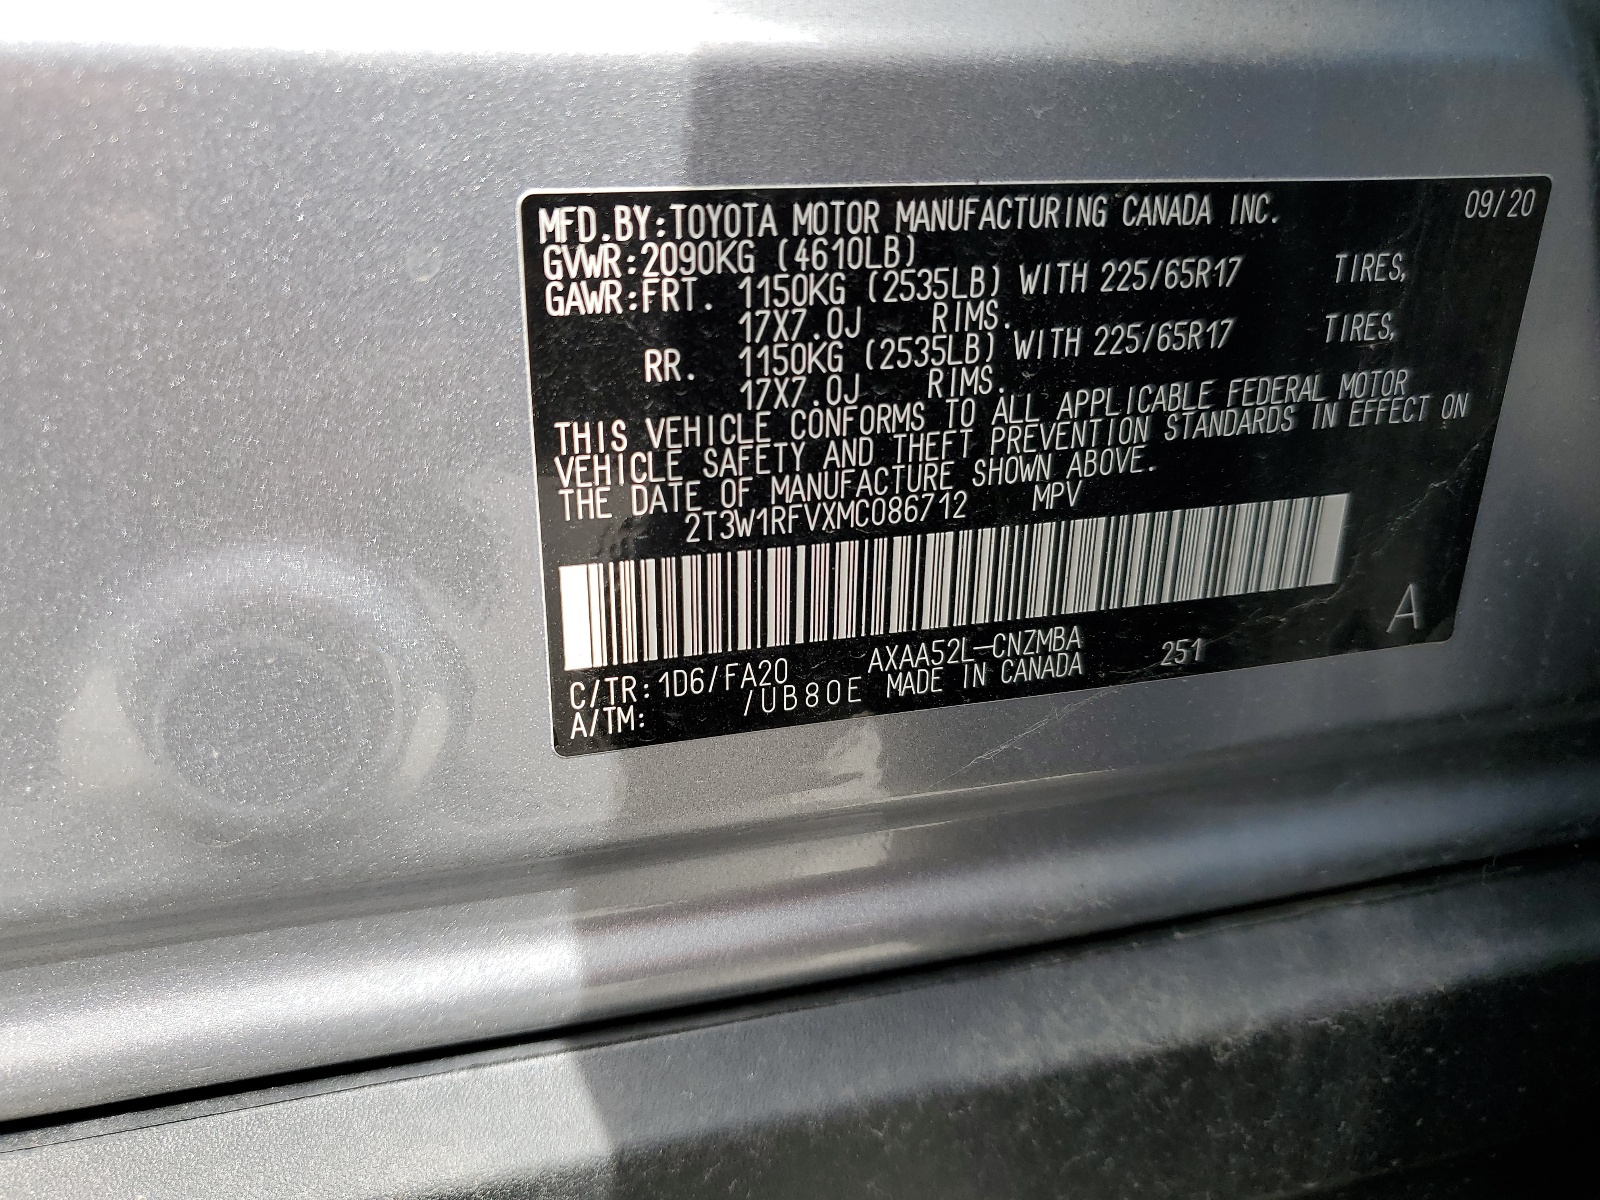 09/20
MFD.BY:TOYOTA MOTOR MANUFACTURING CANADA INC.
GVWR:2090KG (4610LB)
GAWR:FRT. 1150KG (2535LB) WITH 225/65R17 TIRES,
17X7.0J RIMS.
RR. 1150KG (2535LB) WITH 225/65R17 TIRES,
17X7.0J RIMS.
THIS VEHICLE CONFORMS TO ALL APPLICABLE FEDERAL MOTOR
VEHICLE SAFETY AND THEFT PREVENTION STANDARDS IN EFFECT ON
THE DATE OF MANUFACTURE SHOWN ABOVE.
2T3W1RFVXMC086712 MPV
A
C/TR:1D6/FA20 AXAA52L-CNZMBA 251
A/TM: /UB80E MADE IN CANADA